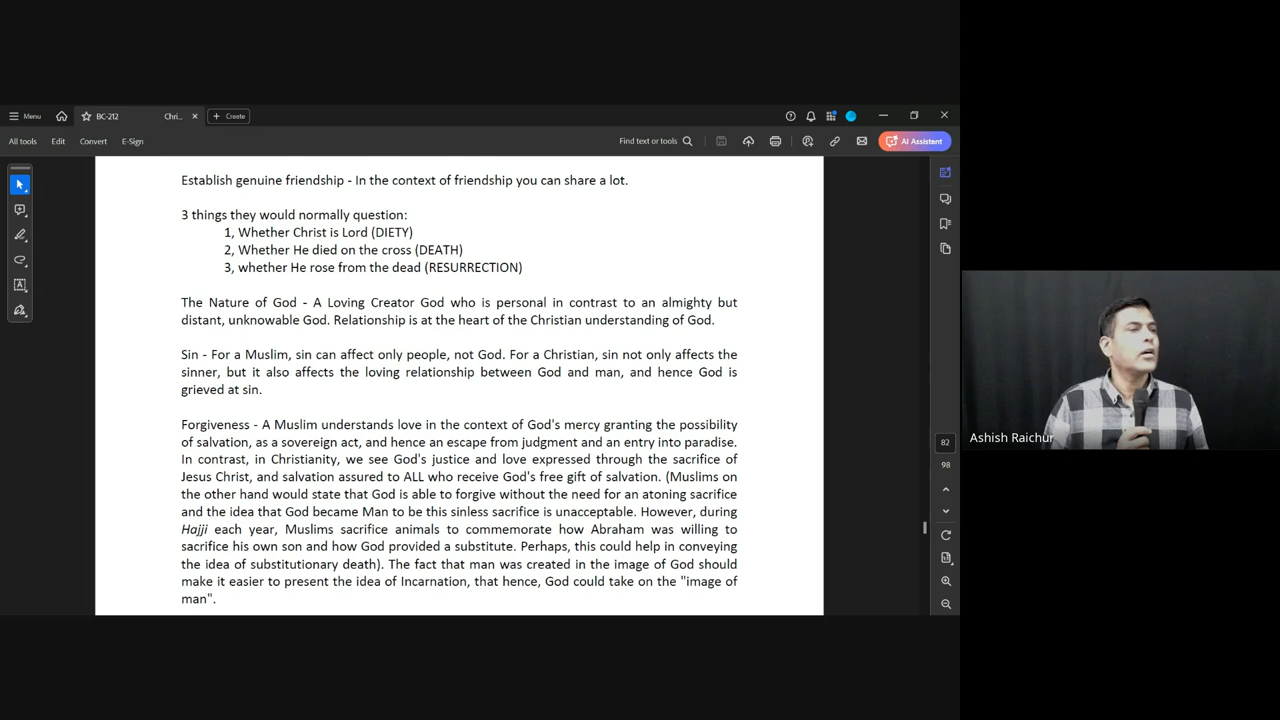 Menu
BC-212
Chri...
Create
All tools
Edit
Convert
E-Sign
Find text or tools
AI Assistant
Establish genuine friendship - In the context of friendship you can share a lot.
3 things they would normally question:
1, Whether Christ is Lord (DIETY)
2, Whether He died on the cross (DEATH)
3, whether He rose from the dead (RESURRECTION)
The Nature of God - A Loving Creator God who is personal in contrast to an almighty but
distant, unknowable God. Relationship is at the heart of the Christian understanding of God.
Sin - For a Muslim, sin can affect only people, not God. For a Christian, sin not only affects the
sinner, but it also affects the loving relationship between God and man, and hence God is
grieved at sin.
Forgiveness - A Muslim understands love in the context of God's mercy granting the possibility
of salvation, as a sovereign act, and hence an escape from judgment and an entry into paradise.
In contrast, in Christianity, we see God's justice and love expressed through the sacrifice of
Jesus Christ, and salvation assured to ALL who receive God's free gift of salvation. (Muslims on
the other hand would state that God is able to forgive without the need for an atoning sacrifice
and the idea that God became Man to be this sinless sacrifice is unacceptable. However, during
Hajji each year, Muslims sacrifice animals to commemorate how Abraham was willing to
sacrifice his own son and how God provided a substitute. Perhaps, this could help in conveying
the idea of substitutionary death). The fact that man was created in the image of God should
make it easier to present the idea of Incarnation, that hence, God could take on the "image of
man".
82
98
Ashish Raichur